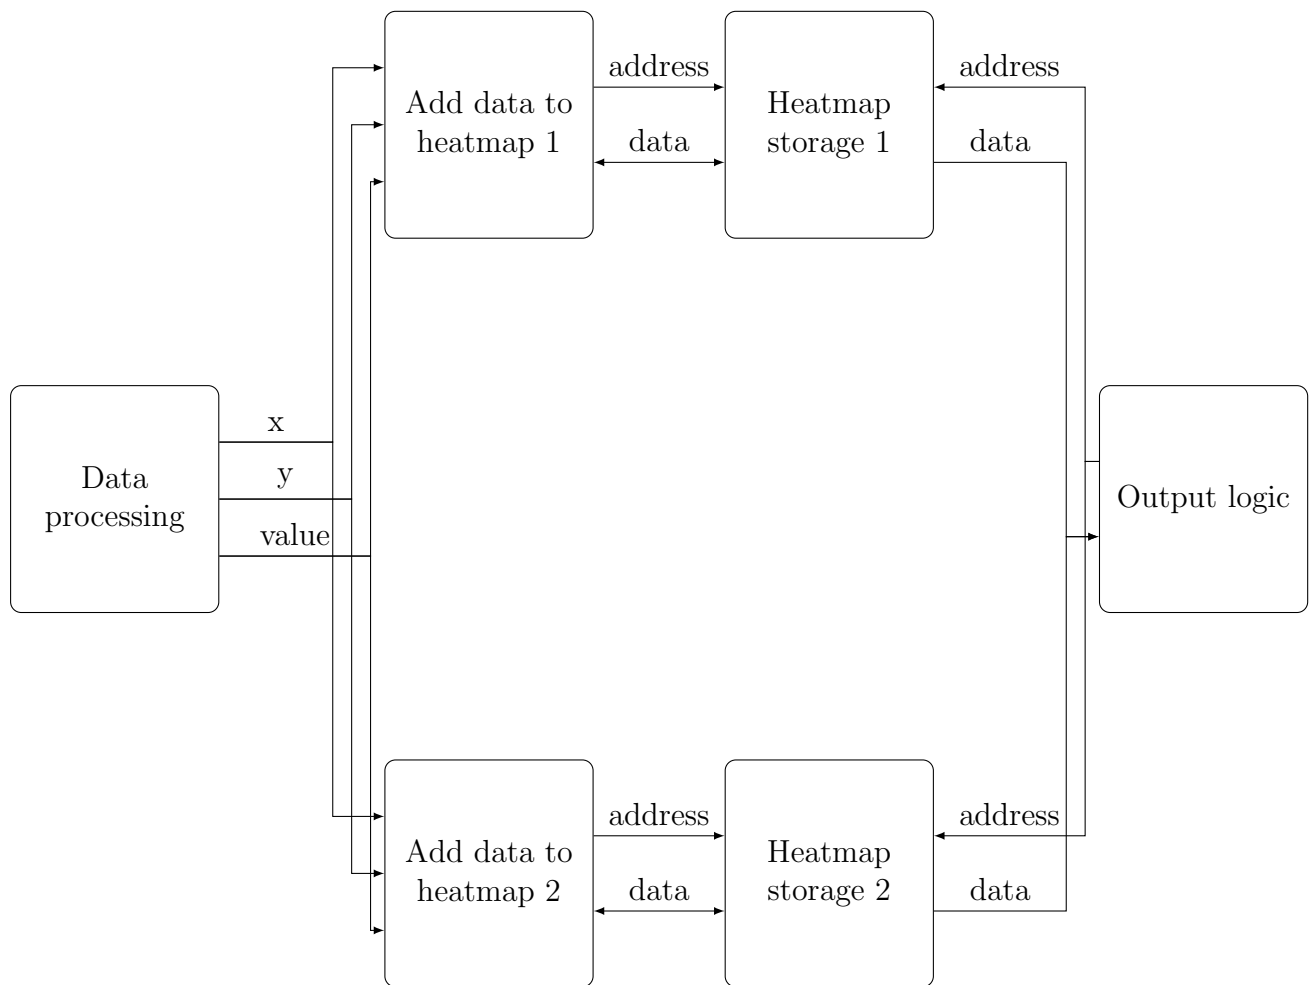 address
address
Add data to
heatmap 1
Heatmap
storage 1
data
data
x
y
value
Data
processing
Output logic
address
address
Add data to
heatmap 2
Heatmap
storage 2
data
data